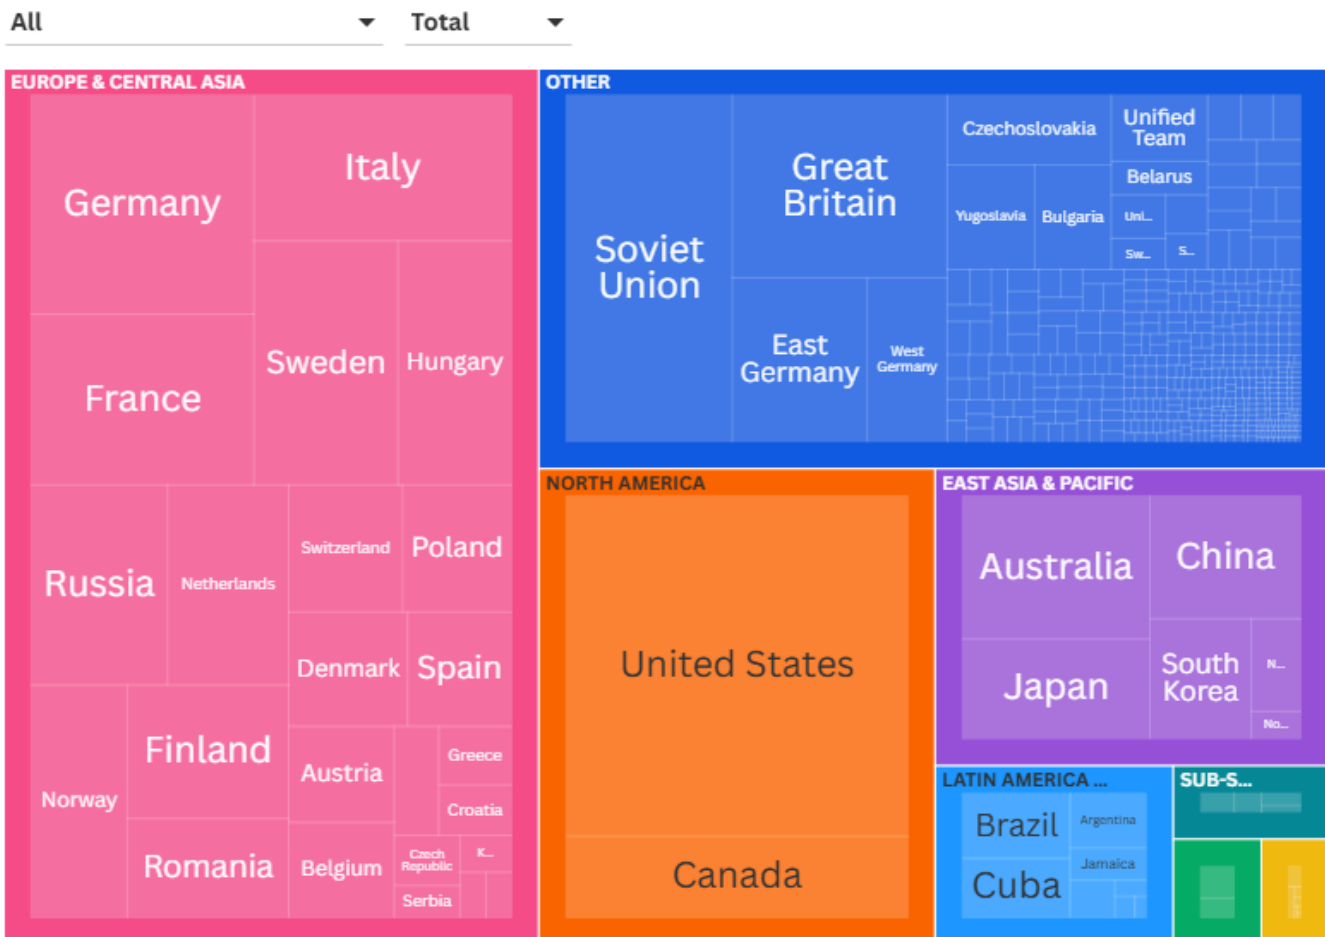 All
Total
EUROPE & CENTRAL ASIA
Germany
Italy
France
Sweden
Hungary
Russia
Netherlands
Switzerland
Poland
Denmark
Spain
Norway
Finland
Romania
Austria
Belgium
Greece
Croatia
Czech
Republic
K...
Serbia
OTHER
Soviet
Union
Great
Britain
East
Germany
West
Germany
Czechoslovakia
Yugoslavia
Bulgaria
Unified
Team
Belarus
Uni...
Sw...
S...
NORTH AMERICA
United States
Canada
EAST ASIA & PACIFIC
Australia
China
Japan
South
Korea
N...
No...
LATIN AMERICA ...
Brazil
Argentina
Cuba
Jamaica
SUB-S...